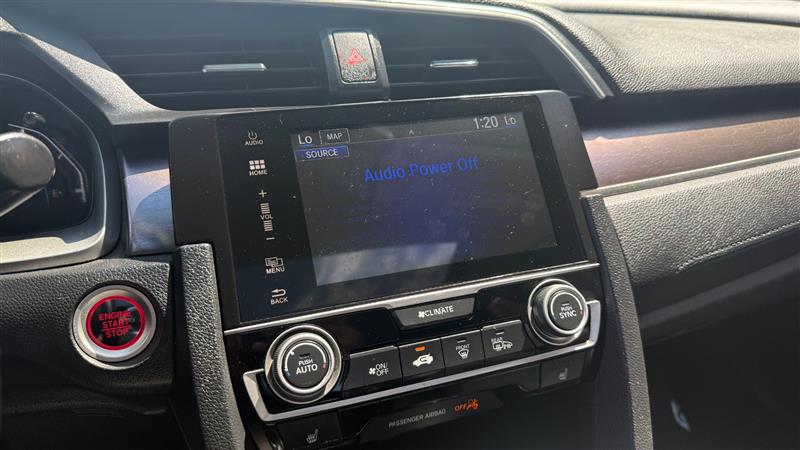 AUDIO
HOME
+
VOL
−
MENU
BACK
Lo MAP 1:20 Lo
SOURCE
Audio Power Off
ENGINE
START
STOP
CLIMATE
PUSH
AUTO
ON/
OFF
FRONT
REAR
PUSH
SYNC
PASSENGER AIRBAG OFF